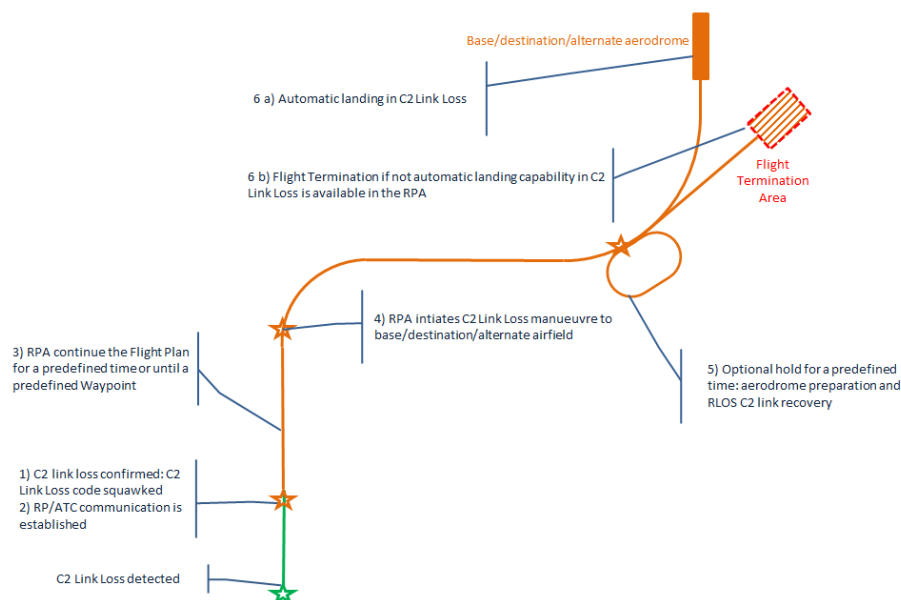 Base/destination/alternate aerodrome
6 a) Automatic landing in C2 Link Loss
6 b) Flight Termination if not automatic landing capability in C2
Link Loss is available in the RPA
Flight
Termination
Area
4) RPA intiates C2 Link Loss manueuvre to
base/destination/alternate airfield
3) RPA continue the Flight Plan
for a predefined time or until a
predefined Waypoint
5) Optional hold for a predefined
time: aerodrome preparation and
RLOS C2 link recovery
1) C2 link loss confirmed: C2
Link Loss code squawked
2) RP/ATC communication is
established
C2 Link Loss detected